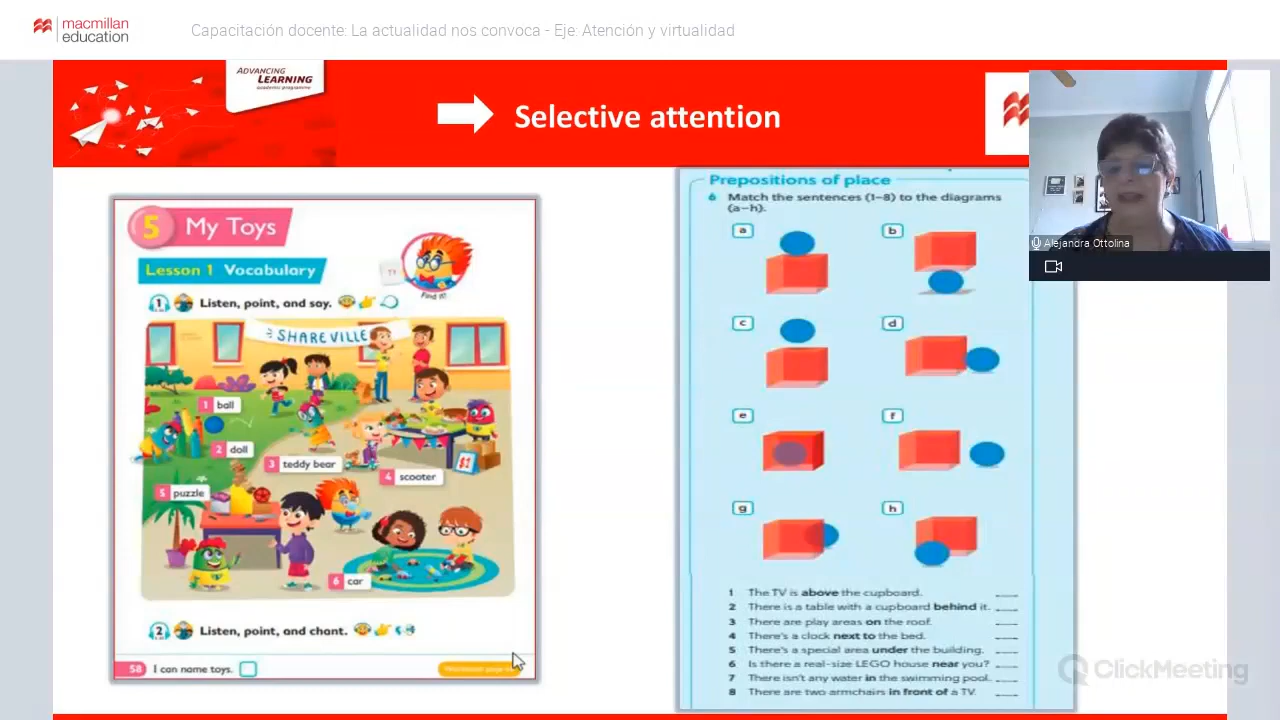 macmillan
education
Capacitación docente: La actualidad nos convoca - Eje: Atención y virtualidad
ADVANCING
LEARNING
academic programme
Selective attention
5 My Toys
Lesson 1 Vocabulary
Find it!
1 Listen, point, and say.
SHAREVILLE
1 ball
2 doll
3 teddy bear
4 scooter
$1
5 puzzle
6 car
2 Listen, point, and chant.
58 I can name toys.
Prepositions of place
6 Match the sentences (1–8) to the diagrams
(a–h).
a
b
c
d
e
f
g
h
1 The TV is above the cupboard.
2 There is a table with a cupboard behind it.
3 There are play areas on the roof.
4 There's a clock next to the bed.
5 There's a special area under the building.
6 Is there a real-size LEGO house near you?
7 There isn't any water in the swimming pool.
8 There are two armchairs in front of a TV.
Alejandra Ottolina
ClickMeeting